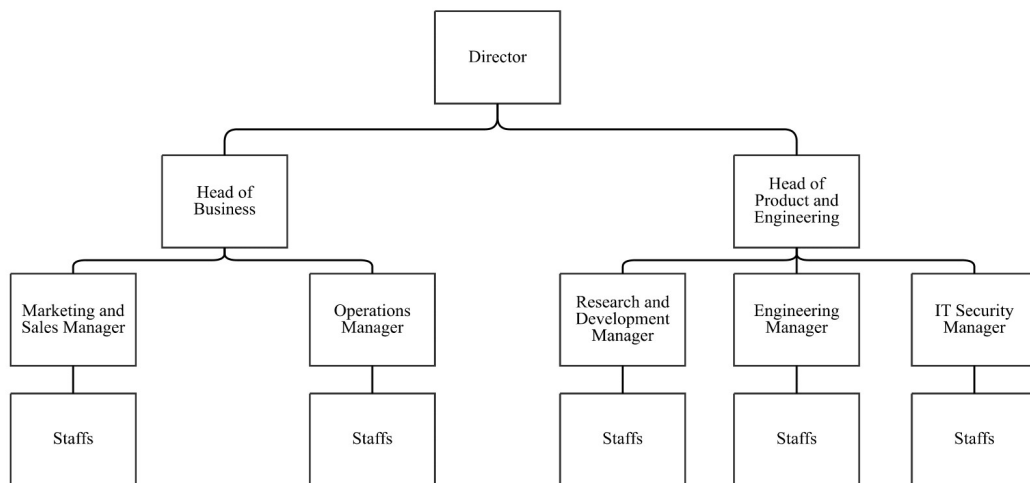 Director
Head of
Business
Head of
Product and
Engineering
Marketing and
Sales Manager
Operations
Manager
Research and
Development
Manager
Engineering
Manager
IT Security
Manager
Staffs
Staffs
Staffs
Staffs
Staffs